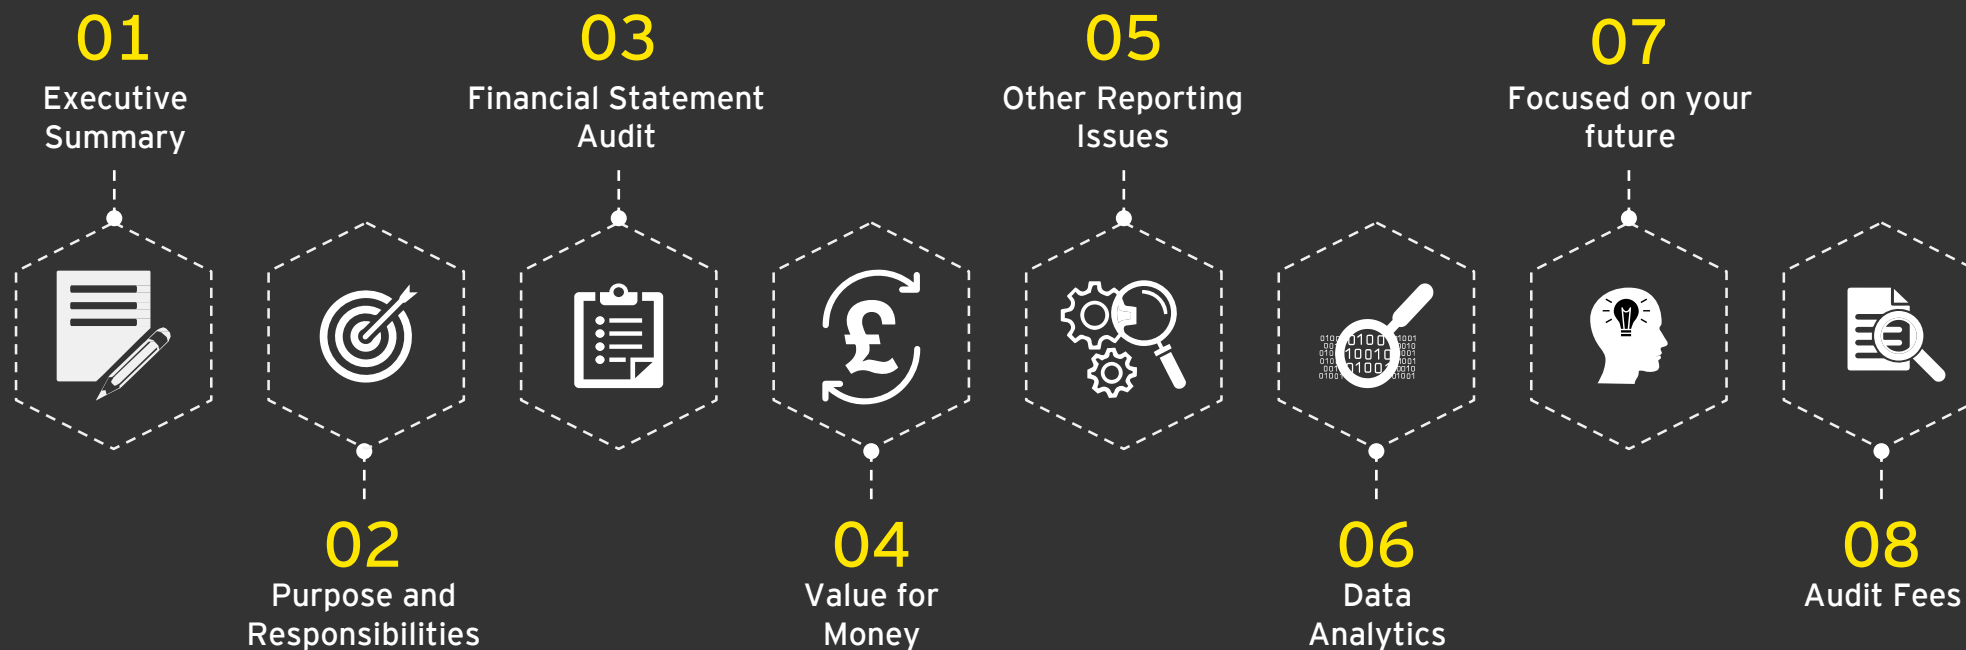 01
Executive
Summary
02
Purpose and
Responsibilities
03
Financial Statement
Audit
04
Value for
Money
05
Other Reporting
Issues
06
Data
Analytics
07
Focused on your
future
08
Audit Fees